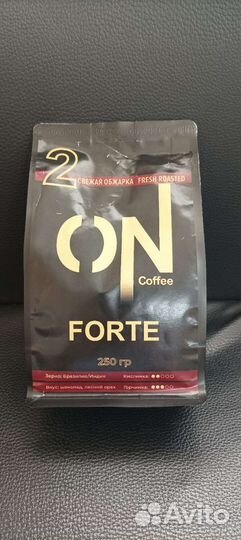 2
СВЕЖАЯ ОБЖАРКА FRESH ROASTED
ON
Coffee
FORTE
250 гр
Зерно: Бразилия/Индия Кислинка:
Вкус: шоколад, лесной орех Горчинка:
Avito